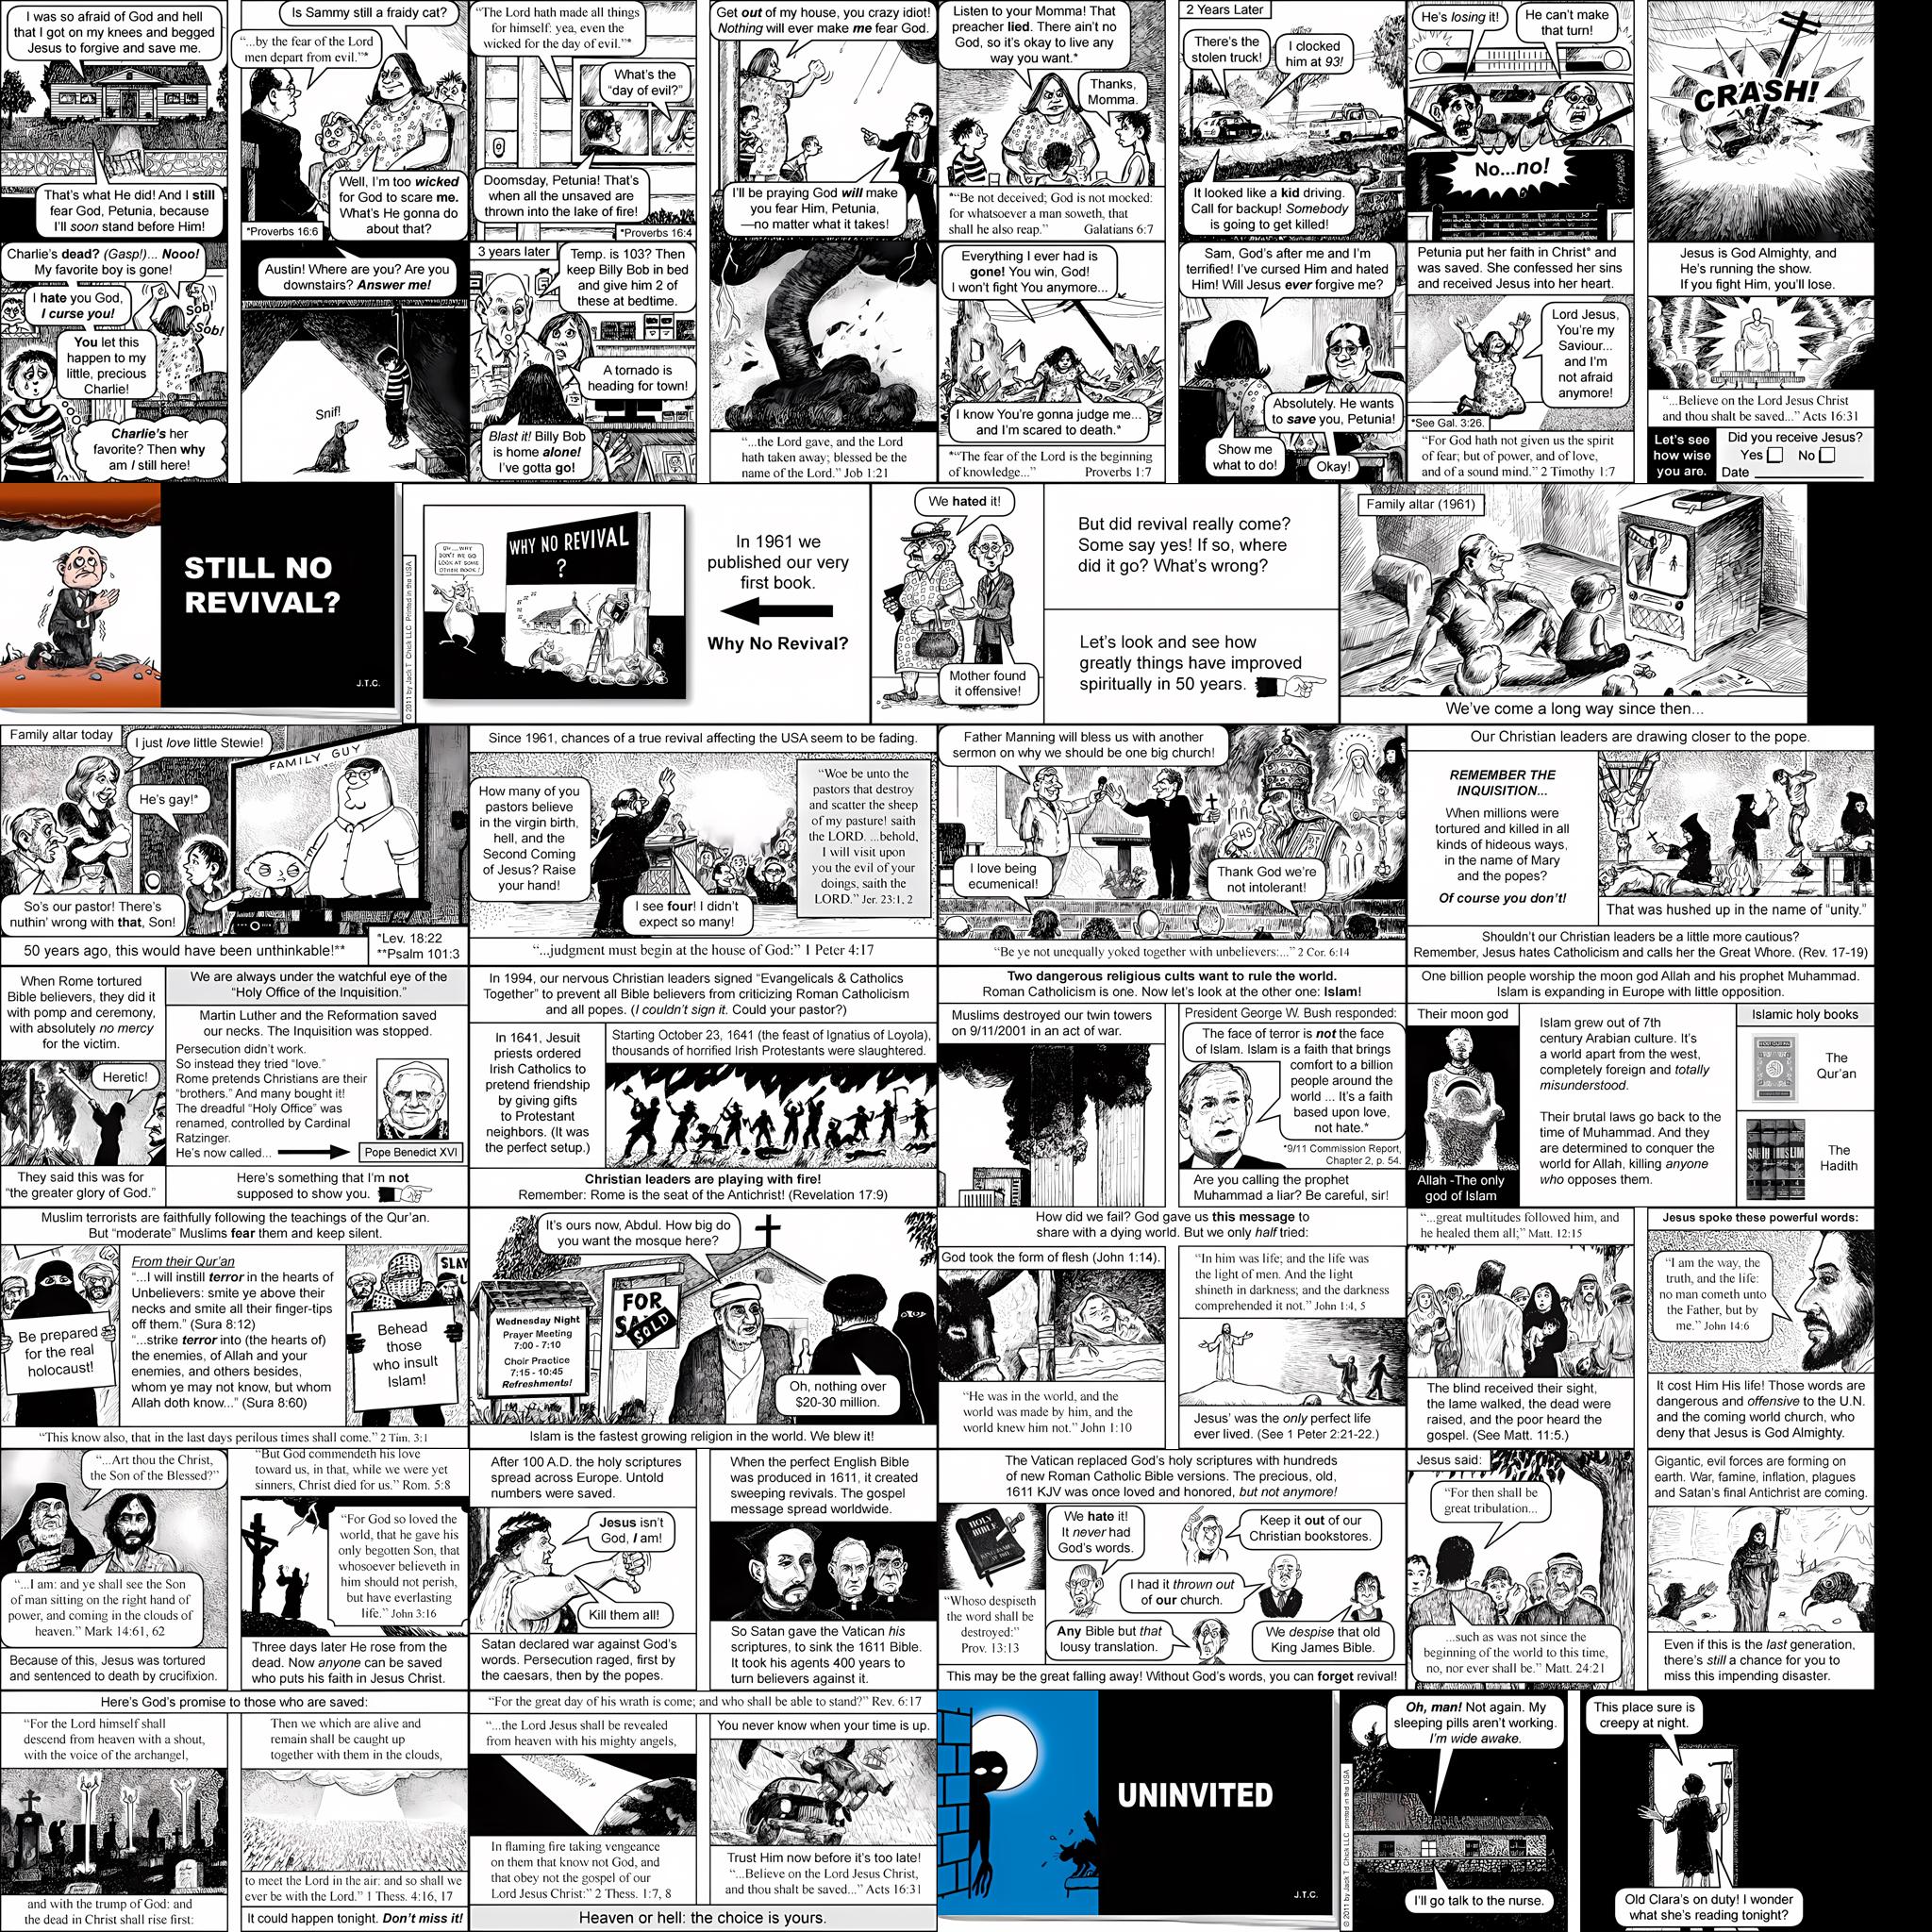 I was so afraid of God and hell
that I got on my knees and begged
Jesus to forgive and save me.
That's what He did! And I still
fear God, Petunia, because
I'll soon stand before Him!
Is Sammy still a fraidy cat?
"...by the fear of the Lord
men depart from evil."*
Well, I'm too wicked
for God to scare me.
What's He gonna do
about that?
*Proverbs 16:6
"The Lord hath made all things
for himself: yea, even the
wicked for the day of evil."*
What's the
"day of evil?"
Doomsday, Petunia! That's
when all the unsaved are
thrown into the lake of fire!
*Proverbs 16:4
Get out of my house, you crazy idiot!
Nothing will ever make me fear God.
I'll be praying God will make
you fear Him, Petunia,
—no matter what it takes!
Listen to your Momma! That
preacher lied. There ain't no
God, so it's okay to live any
way you want.*
Thanks,
Momma.
*"Be not deceived; God is not mocked:
for whatsoever a man soweth, that
shall he also reap." Galatians 6:7
2 Years Later
There's the
stolen truck!
I clocked
him at 93!
It looked like a kid driving.
Call for backup! Somebody
is going to get killed!
He's losing it!
He can't make
that turn!
No...no!
CRASH!
Charlie's dead? (Gasp!)... Nooo!
My favorite boy is gone!
I hate you God,
I curse you!
Sob!
Sob!
You let this
happen to my
little, precious
Charlie!
Charlie's her
favorite? Then why
am I still here!
Austin! Where are you? Are you
downstairs? Answer me!
Snif!
3 years later
Temp. is 103? Then
keep Billy Bob in bed
and give him 2 of
these at bedtime.
A tornado is
heading for town!
Blast it! Billy Bob
is home alone!
I've gotta go!
"...the Lord gave, and the Lord
hath taken away; blessed be the
name of the Lord." Job 1:21
Everything I ever had is
gone! You win, God!
I won't fight You anymore...
I know You're gonna judge me...
and I'm scared to death.*
*"The fear of the Lord is the beginning
of knowledge..." Proverbs 1:7
Sam, God's after me and I'm
terrified! I've cursed Him and hated
Him! Will Jesus ever forgive me?
Absolutely. He wants
to save you, Petunia!
Show me
what to do!
Okay!
Petunia put her faith in Christ* and
was saved. She confessed her sins
and received Jesus into her heart.
Lord Jesus,
You're my
Saviour...
and I'm
not afraid
anymore!
*See Gal. 3:26.
"For God hath not given us the spirit
of fear; but of power, and of love,
and of a sound mind." 2 Timothy 1:7
Jesus is God Almighty, and
He's running the show.
If you fight Him, you'll lose.
"...Believe on the Lord Jesus Christ
and thou shalt be saved..." Acts 16:31
Let's see
how wise
you are.
Did you receive Jesus?
Yes No
Date
STILL NO
REVIVAL?
J.T.C.
© 2011 by Jack T. Chick LLC Printed in the USA
OH...WHY
DON'T WE GO
LOOK AT SOME
OTHER BOOK!
WHY NO REVIVAL
?
In 1961 we
published our very
first book.
Why No Revival?
We hated it!
Mother found
it offensive!
But did revival really come?
Some say yes! If so, where
did it go? What's wrong?
Let's look and see how
greatly things have improved
spiritually in 50 years.
Family altar (1961)
TV
We've come a long way since then...
Family altar today
I just love little Stewie!
FAMILY GUY
He's gay!*
So's our pastor! There's
nuthin' wrong with that, Son!
50 years ago, this would have been unthinkable!**
*Lev. 18:22
**Psalm 101:3
Since 1961, chances of a true revival affecting the USA seem to be fading.
How many of you
pastors believe
in the virgin birth,
hell, and the
Second Coming
of Jesus? Raise
your hand!
I see four! I didn't
expect so many!
"Woe be unto the
pastors that destroy
and scatter the sheep
of my pasture! saith
the LORD. ...behold,
I will visit upon
you the evil of your
doings, saith the
LORD." Jer. 23:1, 2
"...judgment must begin at the house of God:" 1 Peter 4:17
Father Manning will bless us with another
sermon on why we should be one big church!
I love being
ecumenical!
IHS
Thank God we're
not intolerant!
"Be ye not unequally yoked together with unbelievers:..." 2 Cor. 6:14
Our Christian leaders are drawing closer to the pope.
REMEMBER THE
INQUISITION...
When millions were
tortured and killed in all
kinds of hideous ways,
in the name of Mary
and the popes?
Of course you don't!
That was hushed up in the name of "unity."
Shouldn't our Christian leaders be a little more cautious?
Remember, Jesus hates Catholicism and calls her the Great Whore. (Rev. 17-19)
When Rome tortured
Bible believers, they did it
with pomp and ceremony,
with absolutely no mercy
for the victim.
Heretic!
They said this was for
"the greater glory of God."
We are always under the watchful eye of the
"Holy Office of the Inquisition."
Martin Luther and the Reformation saved
our necks. The Inquisition was stopped.
Persecution didn't work.
So instead they tried "love."
Rome pretends Christians are their
"brothers." And many bought it!
The dreadful "Holy Office" was
renamed, controlled by Cardinal
Ratzinger.
He's now called...
Pope Benedict XVI
Here's something that I'm not
supposed to show you.
In 1994, our nervous Christian leaders signed "Evangelicals & Catholics
Together" to prevent all Bible believers from criticizing Roman Catholicism
and all popes. (I couldn't sign it. Could your pastor?)
In 1641, Jesuit
priests ordered
Irish Catholics to
pretend friendship
by giving gifts
to Protestant
neighbors. (It was
the perfect setup.)
Starting October 23, 1641 (the feast of Ignatius of Loyola),
thousands of horrified Irish Protestants were slaughtered.
Christian leaders are playing with fire!
Remember: Rome is the seat of the Antichrist! (Revelation 17:9)
Two dangerous religious cults want to rule the world.
Roman Catholicism is one. Now let's look at the other one: Islam!
Muslims destroyed our twin towers
on 9/11/2001 in an act of war.
President George W. Bush responded:
The face of terror is not the face
of Islam. Islam is a faith that brings
comfort to a billion
people around the
world ... It's a faith
based upon love,
not hate.*
*9/11 Commission Report,
Chapter 2, p. 54.
Are you calling the prophet
Muhammad a liar? Be careful, sir!
One billion people worship the moon god Allah and his prophet Muhammad.
Islam is expanding in Europe with little opposition.
Their moon god
Allah -The only
god of Islam
Islam grew out of 7th
century Arabian culture. It's
a world apart from the west,
completely foreign and totally
misunderstood.
Their brutal laws go back to the
time of Muhammad. And they
are determined to conquer the
world for Allah, killing anyone
who opposes them.
Islamic holy books
The
Qur'an
SAHIH MUSLIM
The
Hadith
Muslim terrorists are faithfully following the teachings of the Qur'an.
But "moderate" Muslims fear them and keep silent.
Be prepared
for the real
holocaust!
From their Qur'an
"...I will instill terror in the hearts of
Unbelievers: smite ye above their
necks and smite all their finger-tips
off them." (Sura 8:12)
"...strike terror into (the hearts of)
the enemies, of Allah and your
enemies, and others besides,
whom ye may not know, but whom
Allah doth know..." (Sura 8:60)
SLAY
Behead
those
who insult
Islam!
"This know also, that in the last days perilous times shall come." 2 Tim. 3:1
It's ours now, Abdul. How big do
you want the mosque here?
FOR
SA
SOLD
Wednesday Night
Prayer Meeting
7:00 - 7:10
Choir Practice
7:15 - 10:45
Refreshments!
Oh, nothing over
$20-30 million.
Islam is the fastest growing religion in the world. We blew it!
How did we fail? God gave us this message to
share with a dying world. But we only half tried:
God took the form of flesh (John 1:14).
"He was in the world, and the
world was made by him, and the
world knew him not." John 1:10
"In him was life; and the life was
the light of men. And the light
shineth in darkness; and the darkness
comprehended it not." John 1:4, 5
Jesus' was the only perfect life
ever lived. (See 1 Peter 2:21-22.)
"...great multitudes followed him, and
he healed them all;" Matt. 12:15
The blind received their sight,
the lame walked, the dead were
raised, and the poor heard the
gospel. (See Matt. 11:5.)
Jesus spoke these powerful words:
"I am the way, the
truth, and the life:
no man cometh unto
the Father, but by
me." John 14:6
It cost Him His life! Those words are
dangerous and offensive to the U.N.
and the coming world church, who
deny that Jesus is God Almighty.
"...Art thou the Christ,
the Son of the Blessed?"
"...I am: and ye shall see the Son
of man sitting on the right hand of
power, and coming in the clouds of
heaven." Mark 14:61, 62
Because of this, Jesus was tortured
and sentenced to death by crucifixion.
"But God commendeth his love
toward us, in that, while we were yet
sinners, Christ died for us." Rom. 5:8
"For God so loved the
world, that he gave his
only begotten Son, that
whosoever believeth in
him should not perish,
but have everlasting
life." John 3:16
Three days later He rose from the
dead. Now anyone can be saved
who puts his faith in Jesus Christ.
After 100 A.D. the holy scriptures
spread across Europe. Untold
numbers were saved.
Jesus isn't
God, I am!
Kill them all!
Satan declared war against God's
words. Persecution raged, first by
the caesars, then by the popes.
When the perfect English Bible
was produced in 1611, it created
sweeping revivals. The gospel
message spread worldwide.
So Satan gave the Vatican his
scriptures, to sink the 1611 Bible.
It took his agents 400 years to
turn believers against it.
The Vatican replaced God's holy scriptures with hundreds
of new Roman Catholic Bible versions. The precious, old,
1611 KJV was once loved and honored, but not anymore!
HOLY
BIBLE
"Whoso despiseth
the word shall be
destroyed:"
Prov. 13:13
We hate it!
It never had
God's words.
Keep it out of our
Christian bookstores.
I had it thrown out
of our church.
Any Bible but that
lousy translation.
We despise that old
King James Bible.
This may be the great falling away! Without God's words, you can forget revival!
Jesus said:
"For then shall be
great tribulation...
...such as was not since the
beginning of the world to this time,
no, nor ever shall be." Matt. 24:21
Gigantic, evil forces are forming on
earth. War, famine, inflation, plagues
and Satan's final Antichrist are coming.
Even if this is the last generation,
there's still a chance for you to
miss this impending disaster.
Here's God's promise to those who are saved:
"For the Lord himself shall
descend from heaven with a shout,
with the voice of the archangel,
and with the trump of God: and
the dead in Christ shall rise first:
Then we which are alive and
remain shall be caught up
together with them in the clouds,
to meet the Lord in the air: and so shall we
ever be with the Lord." 1 Thess. 4:16, 17
It could happen tonight. Don't miss it!
"For the great day of his wrath is come; and who shall be able to stand?" Rev. 6:17
"...the Lord Jesus shall be revealed
from heaven with his mighty angels,
In flaming fire taking vengeance
on them that know not God, and
that obey not the gospel of our
Lord Jesus Christ:" 2 Thess. 1:7, 8
You never know when your time is up.
Trust Him now before it's too late!
"...Believe on the Lord Jesus Christ,
and thou shalt be saved..." Acts 16:31
Heaven or hell: the choice is yours.
UNINVITED
J.T.C.
© 2011 by Jack T. Chick LLC printed in the USA
Oh, man! Not again. My
sleeping pills aren't working.
I'm wide awake.
I'll go talk to the nurse.
This place sure is
creepy at night.
Old Clara's on duty! I wonder
what she's reading tonight?